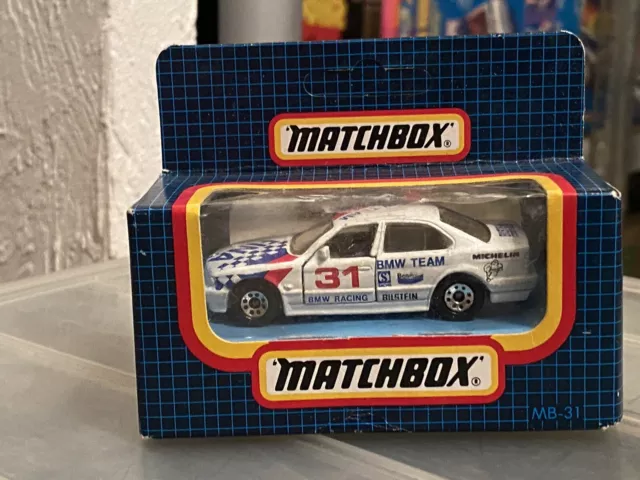 MATCHBOX®
BMW TEAM
MICHELIN
31
BMW RACING
BILSTEIN
MATCHBOX®
MB-31